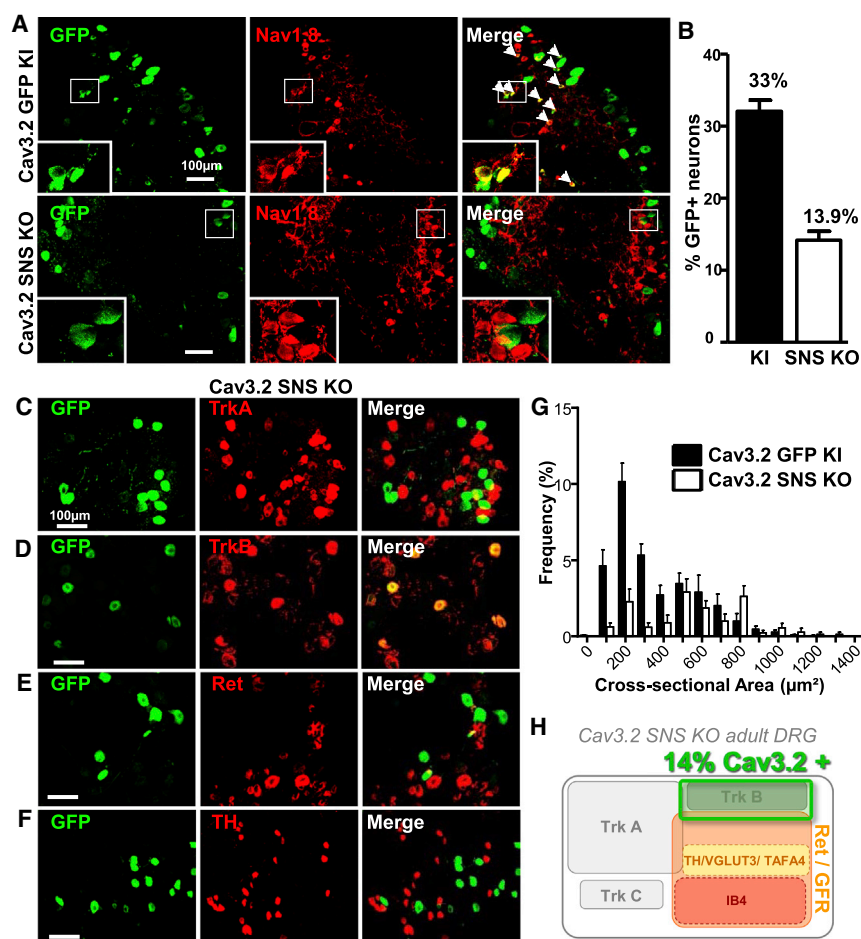 A
Cav3.2 GFP KI
GFP
Nav1.8
Merge
100µm
Cav3.2 SNS KO
GFP
Nav1.8
Merge
B
% GFP+ neurons
40
30
20
10
0
33%
13.9%
KI
SNS KO
Cav3.2 SNS KO
C
GFP
TrkA
Merge
100µm
D
GFP
TrkB
Merge
E
GFP
Ret
Merge
F
GFP
TH
Merge
G
Frequency (%)
15
10
5
0
Cav3.2 GFP KI
Cav3.2 SNS KO
0
200
400
600
800
1000
1200
1400
Cross-sectional Area (µm²)
H
Cav3.2 SNS KO adult DRG
14% Cav3.2 +
Trk B
Trk A
TH/VGLUT3/ TAFA4
Trk C
IB4
Ret / GFR